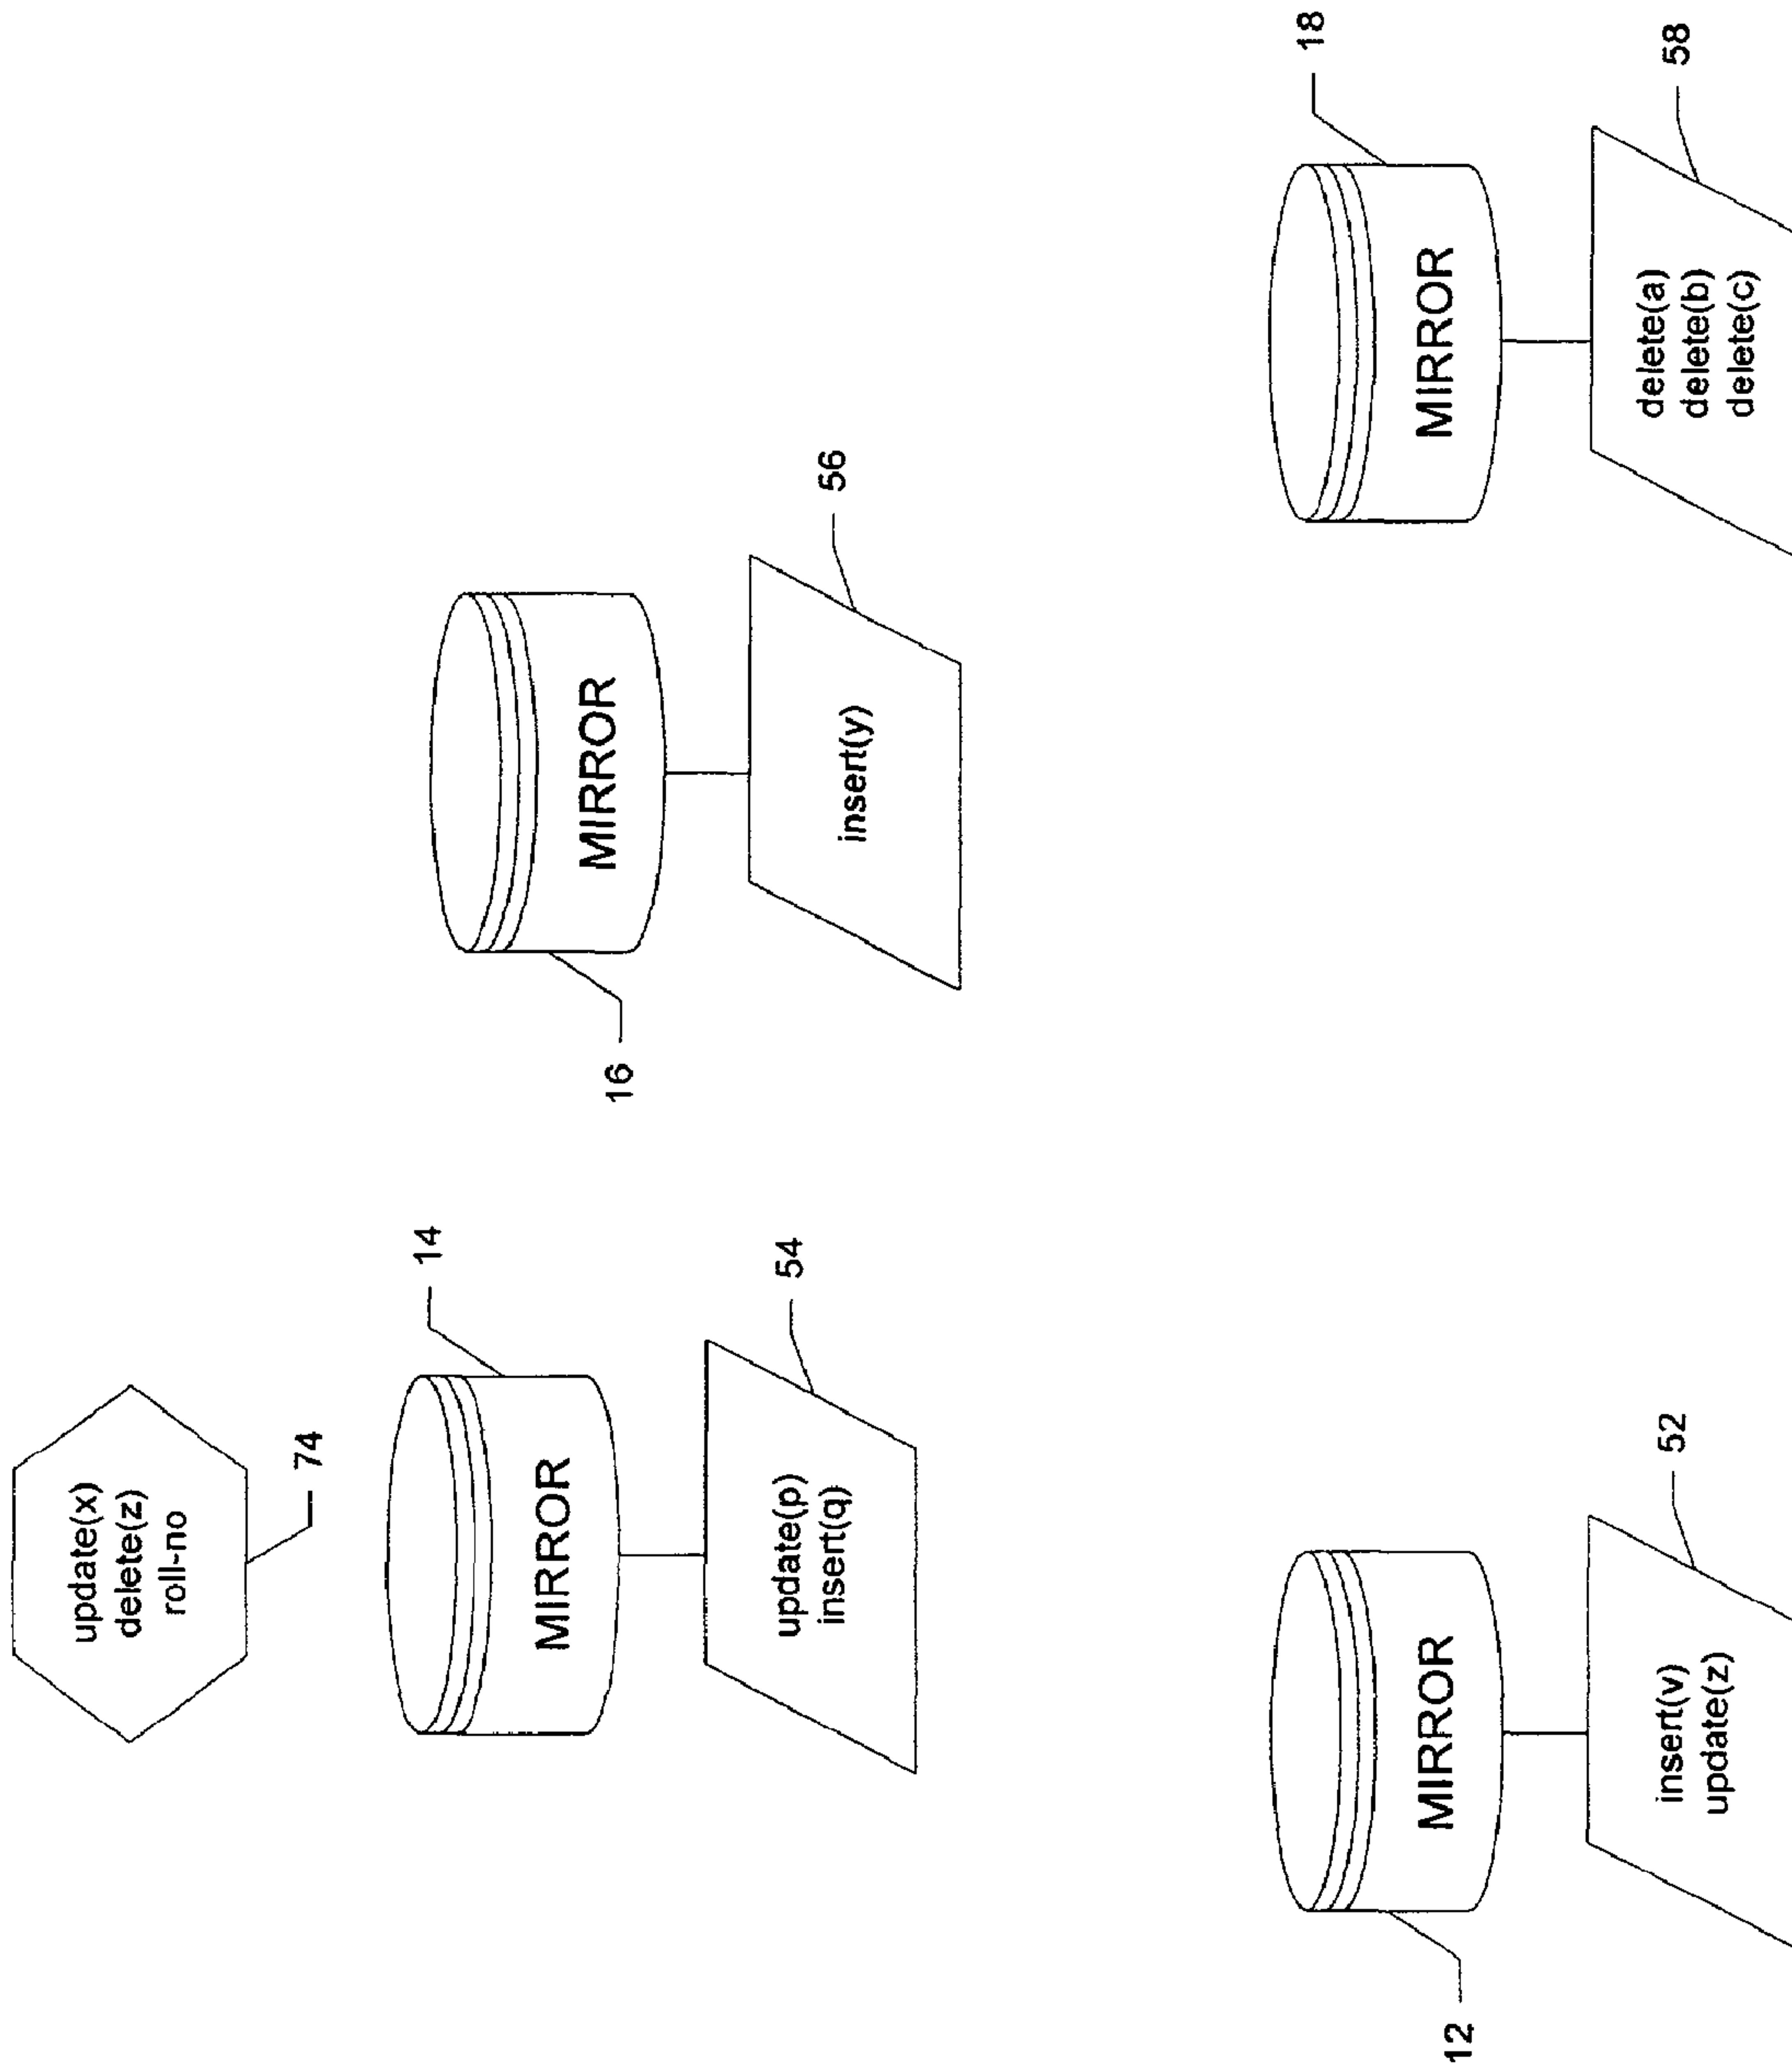 update(x)
delete(z)
roll-no
74
14
MIRROR
update(p)
insert(q)
54
16
MIRROR
insert(y)
56
12
MIRROR
insert(v)
update(z)
52
18
MIRROR
delete(a)
delete(b)
delete(c)
58